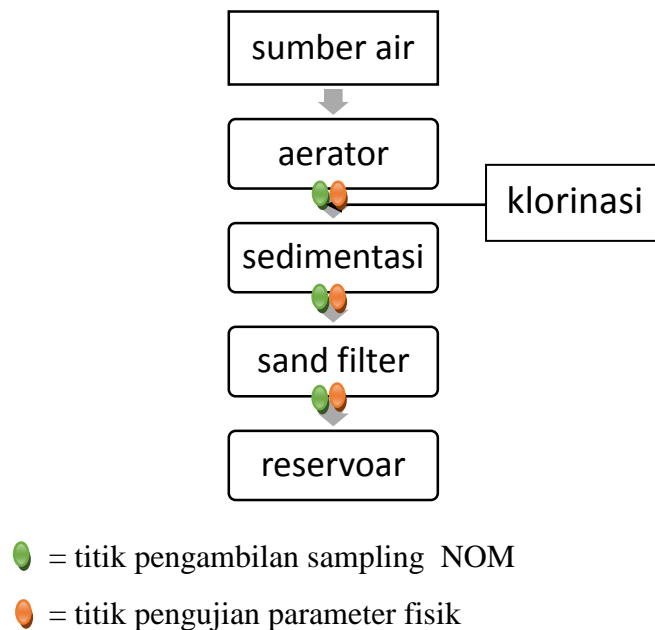 sumber air
aerator
klorinasi
sedimentasi
sand filter
reservoar
= titik pengambilan sampling NOM
= titik pengujian parameter fisik